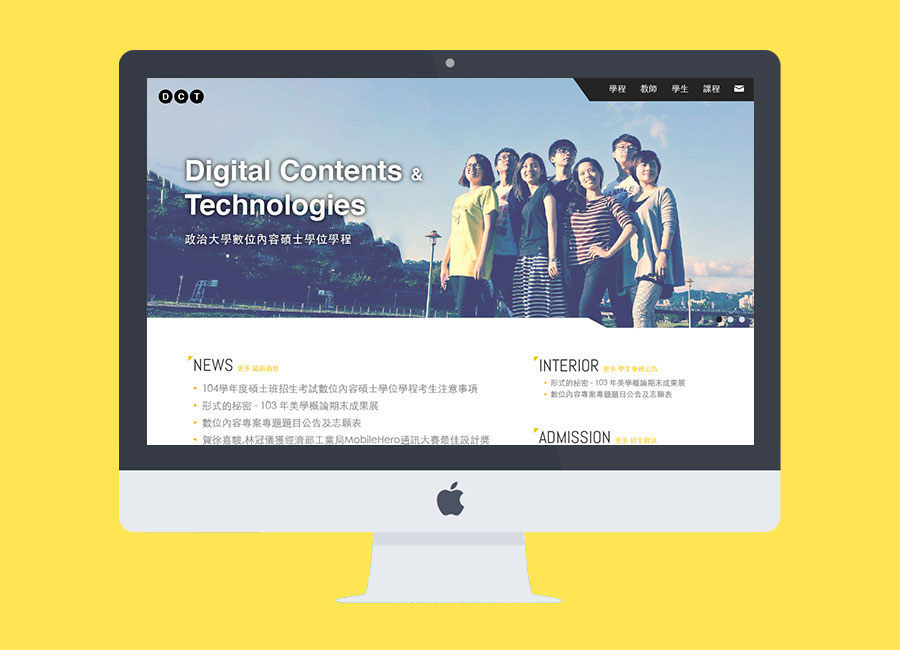 DCT
學程 教師 學生 課程
Digital Contents &
Technologies
政治大學數位內容碩士學位學程
NEWS 更多 最新消息
104學年度碩士班招生考試數位內容碩士學位學程考生注意事項
形式的秘密 - 103 年美學概論期末成果展
數位內容專案專題題目公告及志願表
賀徐嘉駿,林冠儀獲經濟部工業局MobileHero通訊大賽最佳設計獎
INTERIOR 更多 學生事務公告
形式的秘密 - 103 年美學概論期末成果展
數位內容專案專題題目公告及志願表
ADMISSION 更多 招生資訊